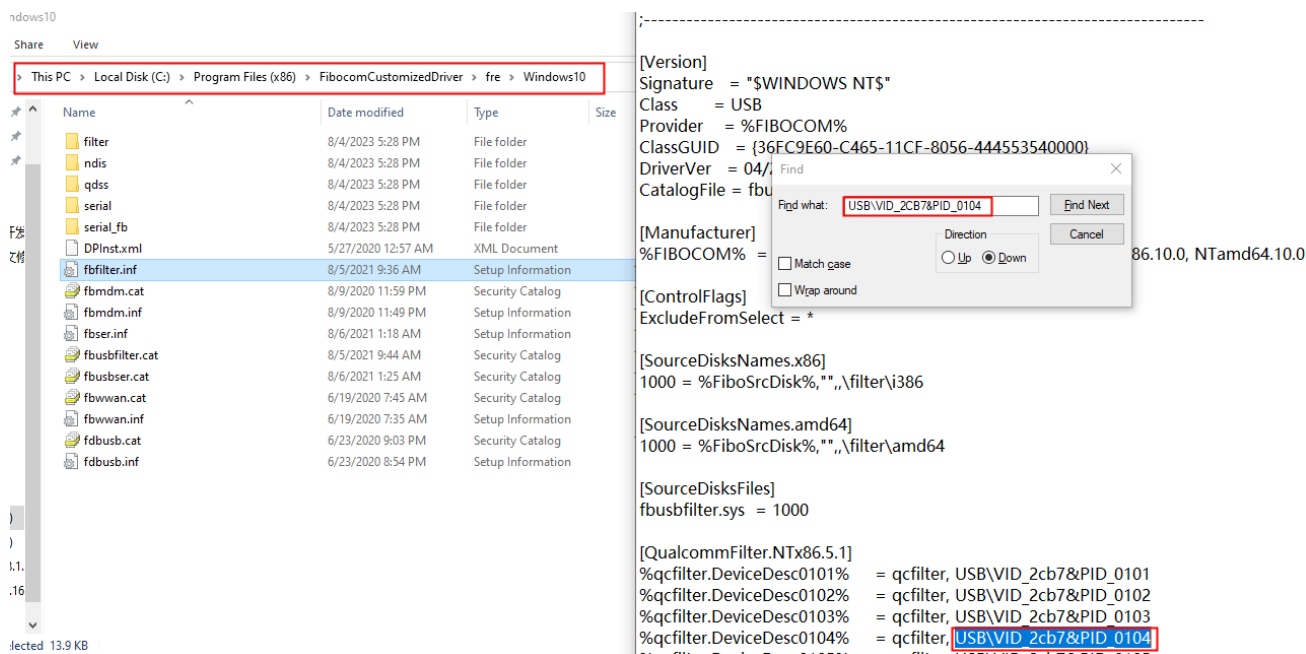 ndows10
Share View
> This PC > Local Disk (C:) > Program Files (x86) > FibocomCustomizedDriver > fre > Windows10
Name Date modified Type Size
filter 8/4/2023 5:28 PM File folder
ndis 8/4/2023 5:28 PM File folder
qdss 8/4/2023 5:28 PM File folder
serial 8/4/2023 5:28 PM File folder
serial_fb 8/4/2023 5:28 PM File folder
DPInst.xml 5/27/2020 12:57 AM XML Document
fbfilter.inf 8/5/2021 9:36 AM Setup Information
fbmdm.cat 8/9/2020 11:59 PM Security Catalog
fbmdm.inf 8/9/2020 11:49 PM Setup Information
fbser.inf 8/6/2021 1:18 AM Setup Information
fbusbfilter.cat 8/5/2021 9:44 AM Security Catalog
fbusbser.cat 8/6/2021 1:25 AM Security Catalog
fbwwan.cat 6/19/2020 7:45 AM Security Catalog
fbwwan.inf 6/19/2020 7:35 AM Setup Information
fdbusb.cat 6/23/2020 9:03 PM Security Catalog
fdbusb.inf 6/23/2020 8:54 PM Setup Information
.16
elected 13.9 KB
;------------------------------------------------------------------------------
[Version]
Signature = "$WINDOWS NT$"
Class = USB
Provider = %FIBOCOM%
ClassGUID = {36FC9E60-C465-11CF-8056-444553540000}
DriverVer = 04/
CatalogFile = fbu
[Manufacturer]
%FIBOCOM% = 86.10.0, NTamd64.10.0
[ControlFlags]
ExcludeFromSelect = *
[SourceDisksNames.x86]
1000 = %FiboSrcDisk%,"",,\filter\i386
[SourceDisksNames.amd64]
1000 = %FiboSrcDisk%,"",,\filter\amd64
[SourceDisksFiles]
fbusbfilter.sys = 1000
[QualcommFilter.NTx86.5.1]
%qcfilter.DeviceDesc0101% = qcfilter, USB\VID_2cb7&PID_0101
%qcfilter.DeviceDesc0102% = qcfilter, USB\VID_2cb7&PID_0102
%qcfilter.DeviceDesc0103% = qcfilter, USB\VID_2cb7&PID_0103
%qcfilter.DeviceDesc0104% = qcfilter, USB\VID_2cb7&PID_0104
Find
Find what: USB\VID_2CB7&PID_0104 Find Next
Direction Cancel
Match case Up Down
Wrap around